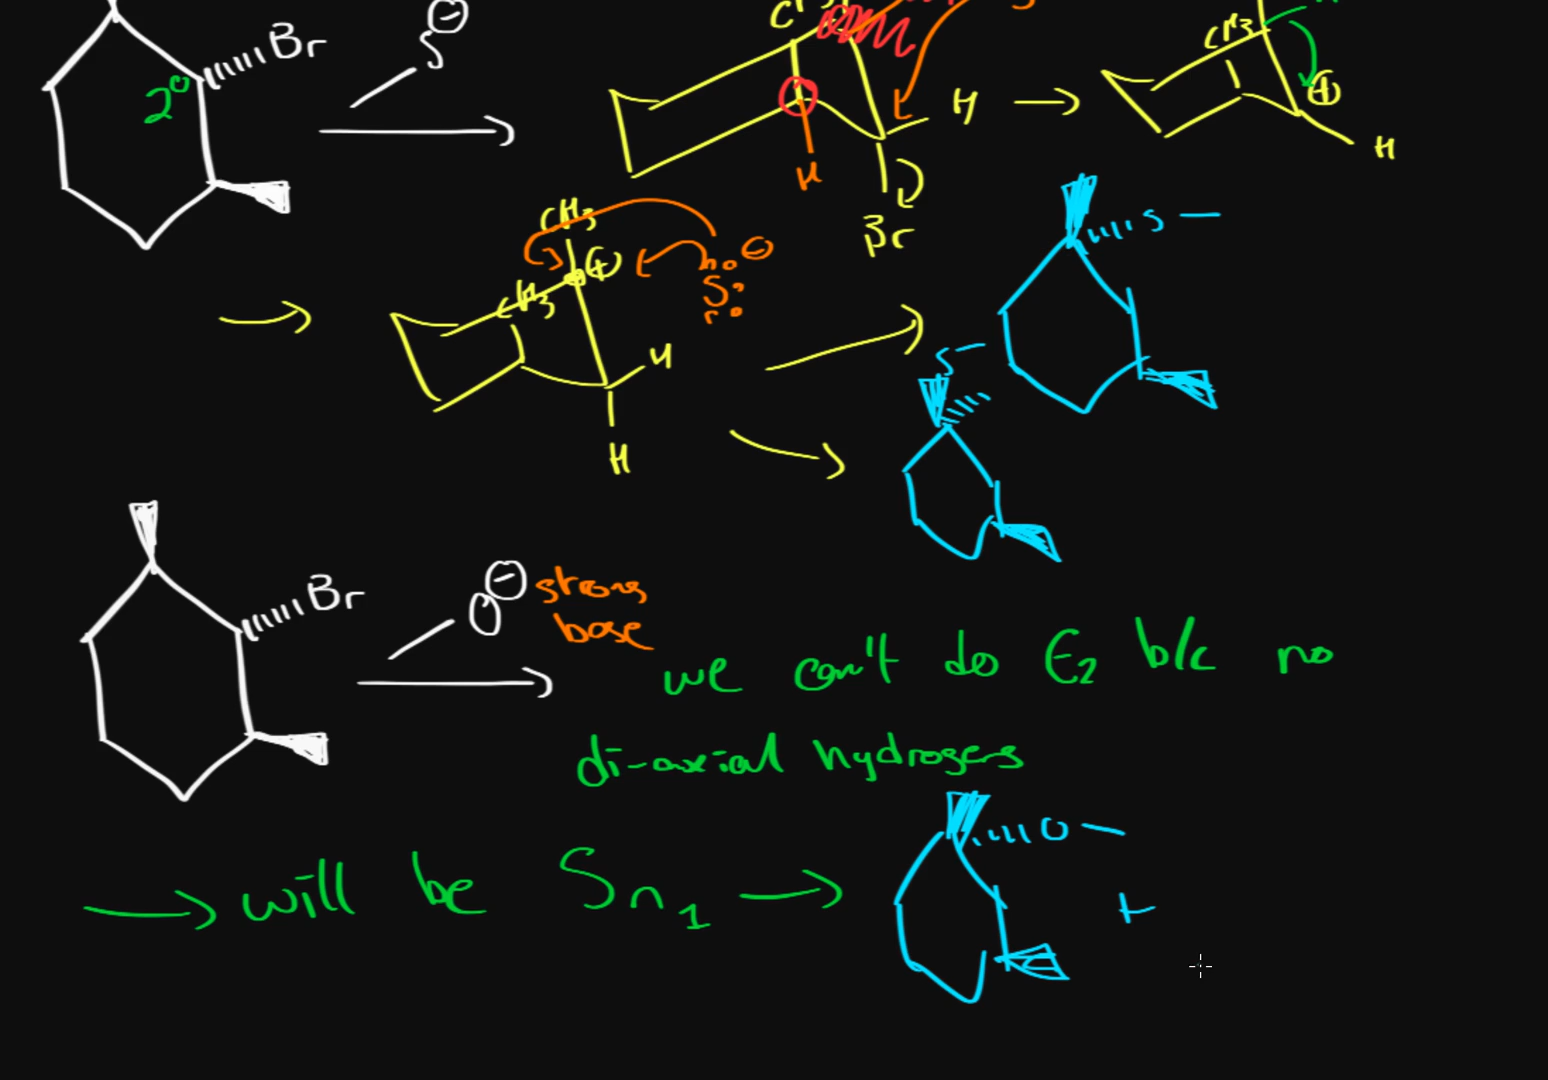 Br
2°
S ⊖
H
H
Br
CH3
⊕
H
CH3
⊕
CH3
S ⊖
H
H
S
S
Br
O ⊖ strong
base
we can't do E2 b/c no
di-axial hydrogens
→ will be Sn1 →
O
+